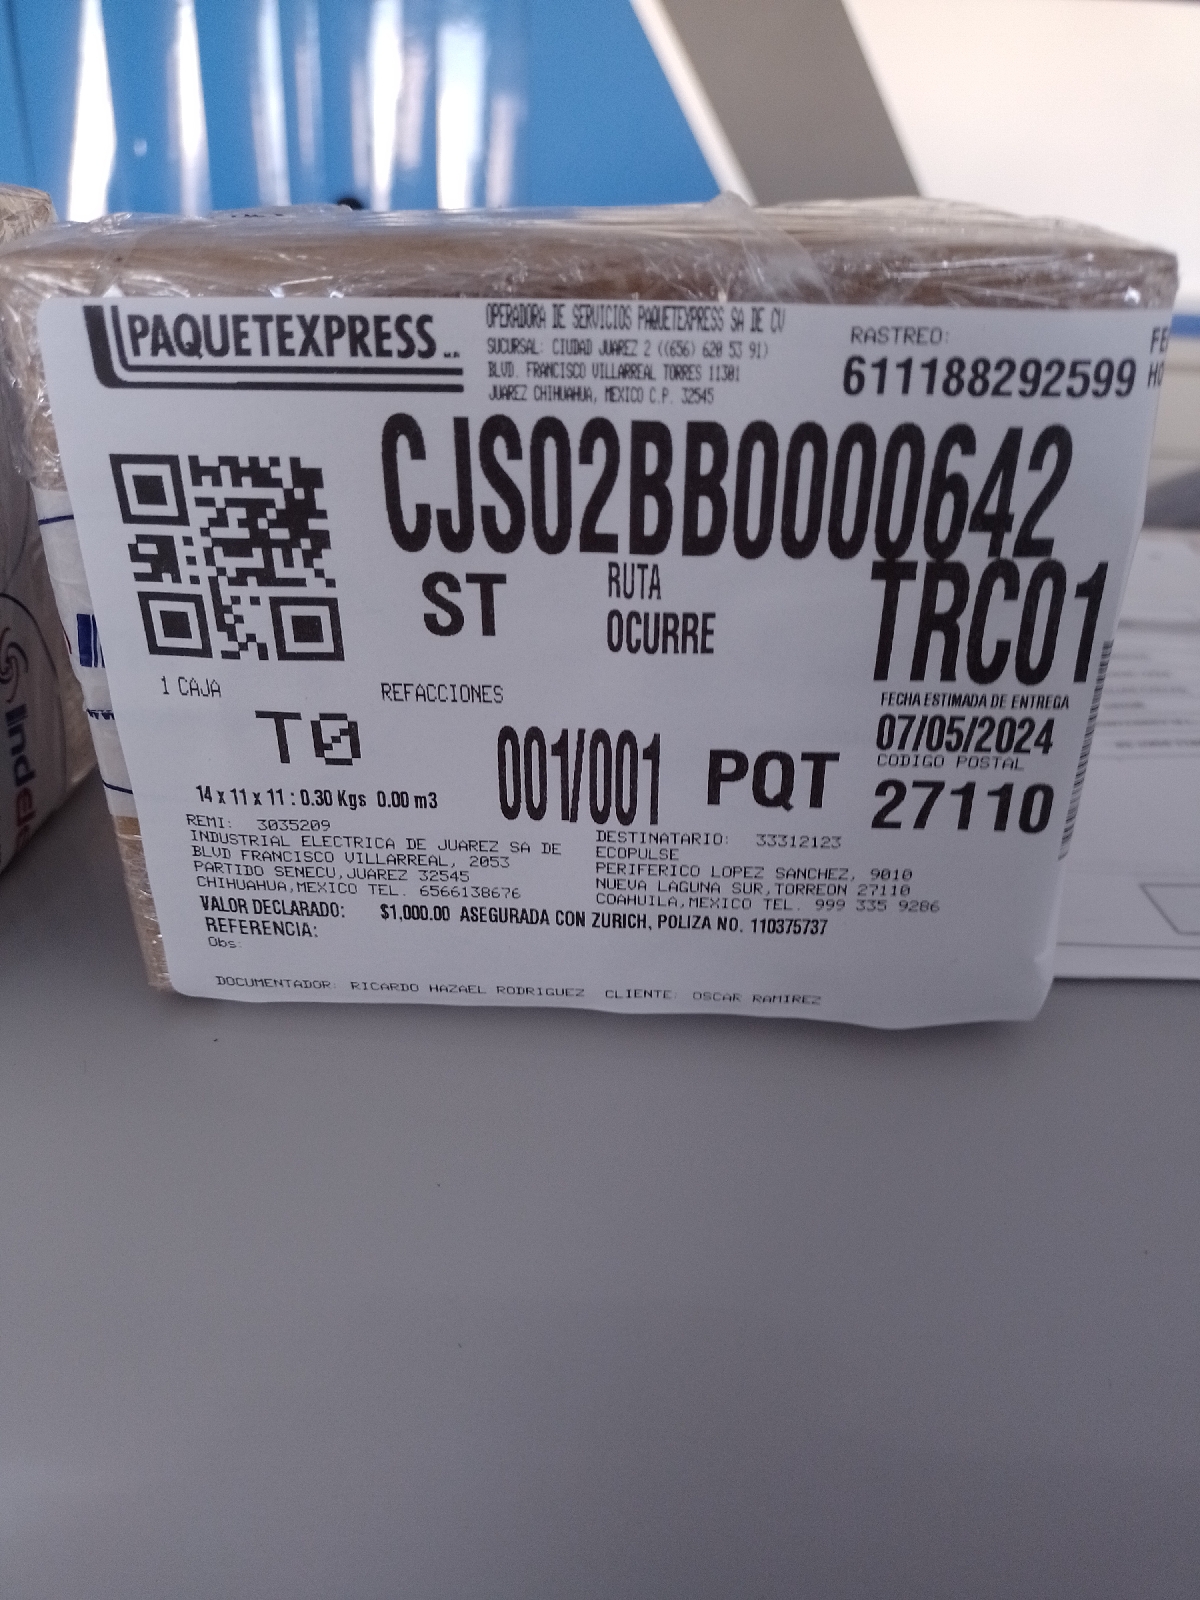 PAQUETEXPRESS
OPERADORA DE SERVICIOS PAQUETEXPRESS SA DE CV
SUCURSAL: CIUDAD JUAREZ 2 ((656) 620 53 91)
BLVD. FRANCISCO VILLARREAL TORRES 11301
JUAREZ CHIHUAHUA, MEXICO C.P. 32545
RASTREO:
611188292599
CJS02BB0000642
ST
RUTA
OCURRE
TRC01
1 CAJA
REFACCIONES
FECHA ESTIMADA DE ENTREGA
07/05/2024
T0
001/001
PQT
CODIGO POSTAL
27110
14 x 11 x 11 : 0.30 Kgs 0.00 m3
REMI: 3035209
INDUSTRIAL ELECTRICA DE JUAREZ SA DE
BLVD FRANCISCO VILLARREAL, 2053
PARTIDO SENECU, JUAREZ 32545
CHIHUAHUA, MEXICO TEL. 6566138676
DESTINATARIO: 33312123
ECOPULSE
PERIFERICO LOPEZ SANCHEZ, 9010
NUEVA LAGUNA SUR, TORREON 27110
COAHUILA, MEXICO TEL. 999 335 9286
VALOR DECLARADO: $1,000.00 ASEGURADA CON ZURICH, POLIZA NO. 110375737
REFERENCIA:
Obs:
DOCUMENTADOR: RICARDO HAZAEL RODRIGUEZ CLIENTE: OSCAR RAMIREZ